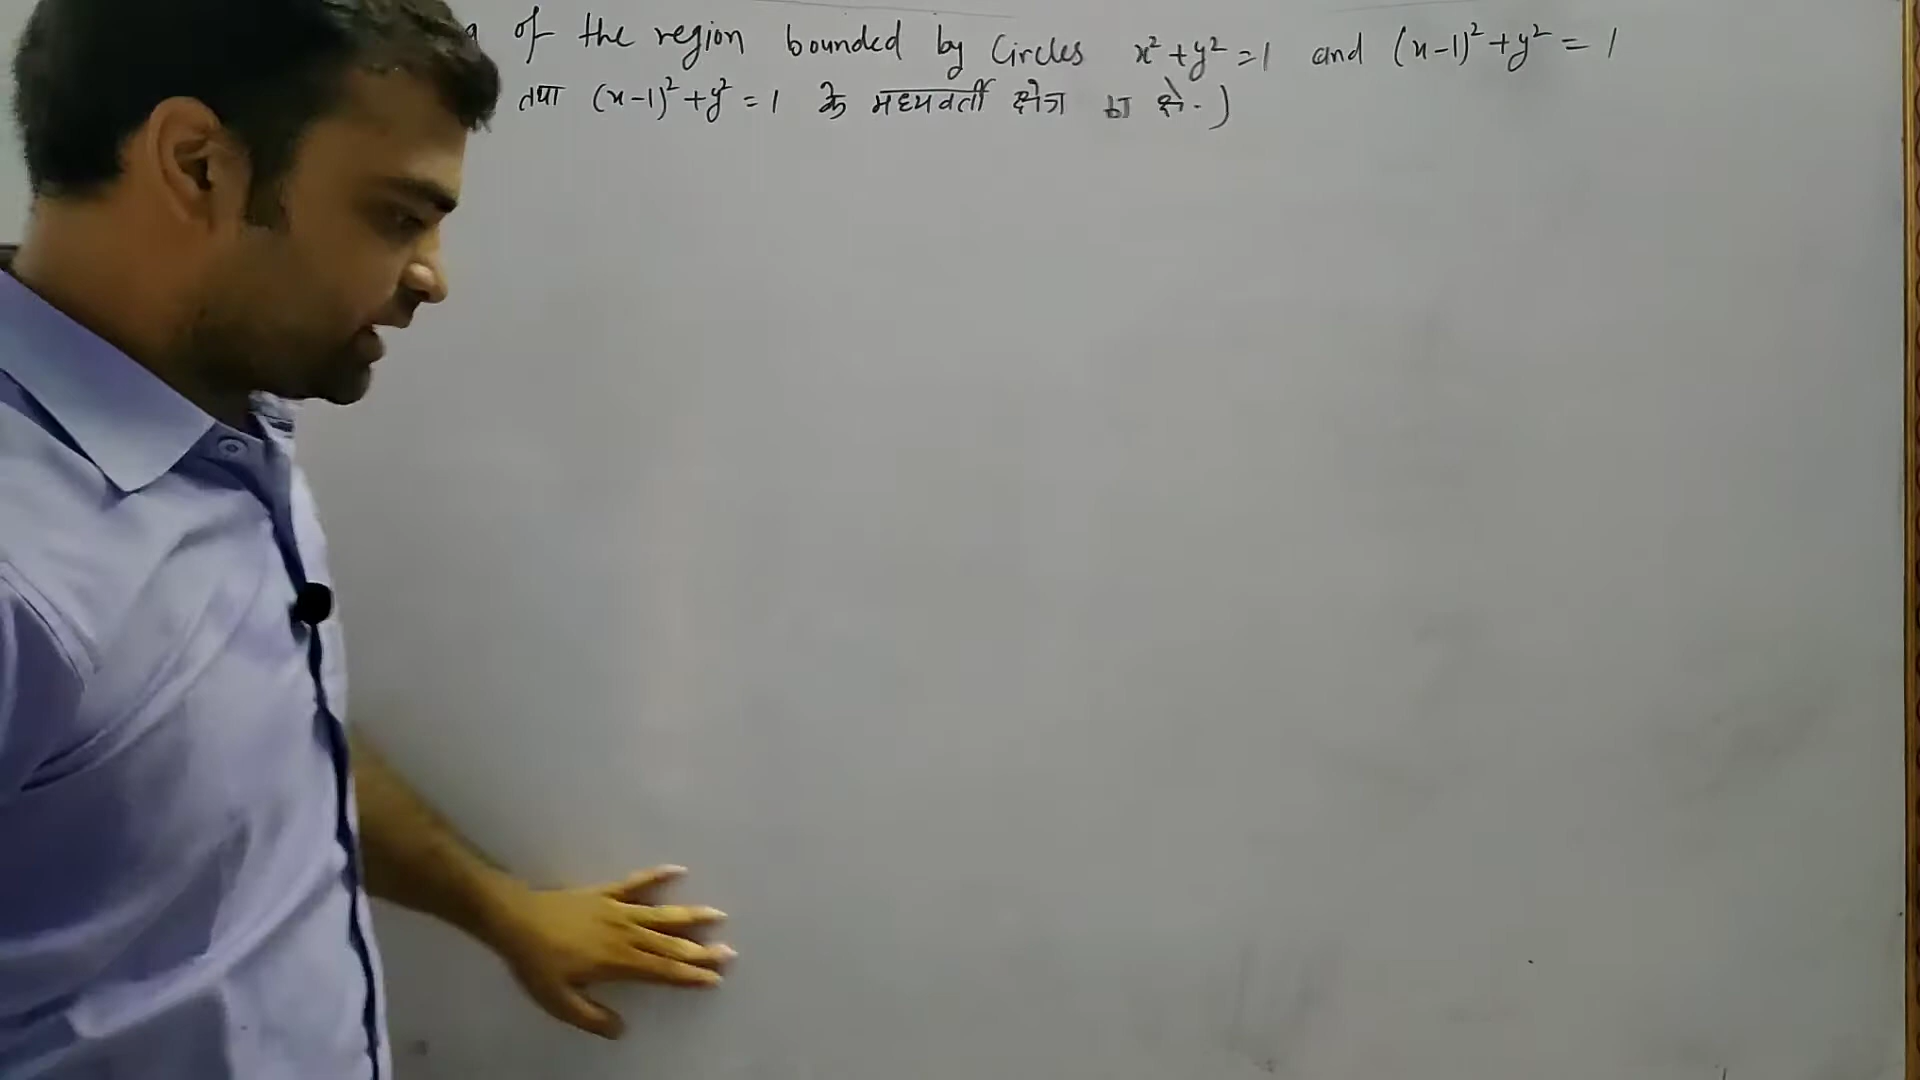 of the region bounded by Circles x² + y² = 1 and (x-1)² + y² = 1
तथा (x-1)² + y² = 1 के मध्यवर्ती क्षेत्र का क्षे.)